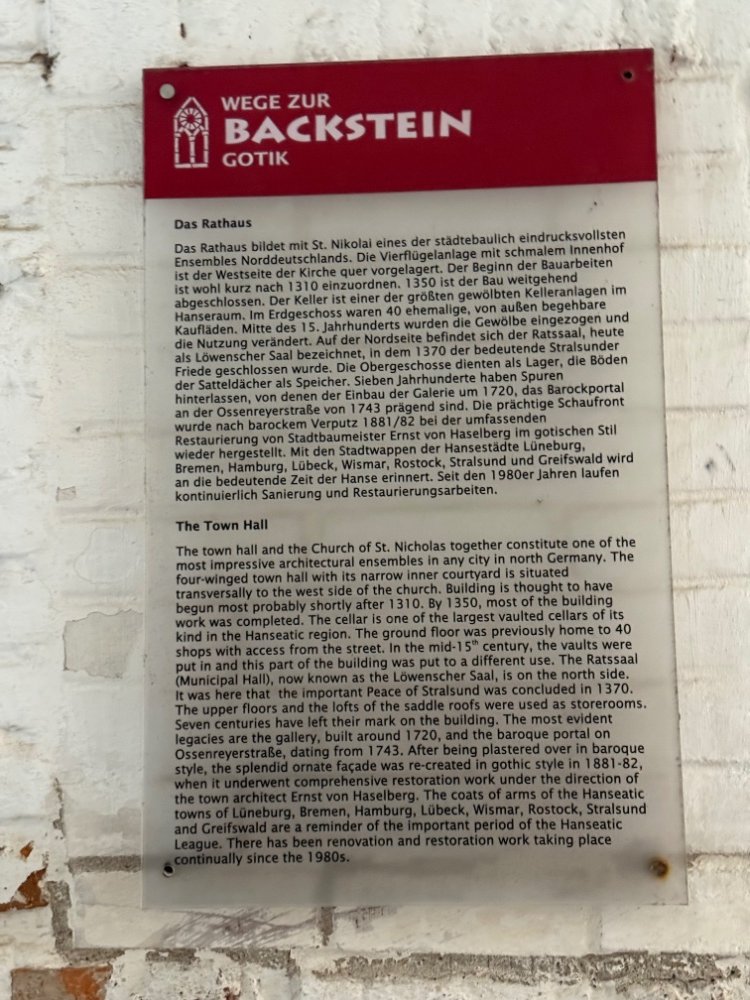 WEGE ZUR
BACKSTEIN
GOTIK
Das Rathaus
Das Rathaus bildet mit St. Nikolai eines der städtebaulich eindrucksvollsten
Ensembles Norddeutschlands. Die Vierflügelanlage mit schmalem Innenhof
ist der Westseite der Kirche quer vorgelagert. Der Beginn der Bauarbeiten
ist wohl kurz nach 1310 einzuordnen. 1350 ist der Bau weitgehend
abgeschlossen. Der Keller ist einer der größten gewölbten Kelleranlagen im
Hanseraum. Im Erdgeschoss waren 40 ehemalige, von außen begehbare
Kaufläden. Mitte des 15. Jahrhunderts wurden die Gewölbe eingezogen und
die Nutzung verändert. Auf der Nordseite befindet sich der Ratssaal, heute
als Löwenscher Saal bezeichnet, in dem 1370 der bedeutende Stralsunder
Friede geschlossen wurde. Die Obergeschosse dienten als Lager, die Böden
der Satteldächer als Speicher. Sieben Jahrhunderte haben Spuren
hinterlassen, von denen der Einbau der Galerie um 1720, das Barockportal
an der Ossenreyerstraße von 1743 prägend sind. Die prächtige Schaufront
wurde nach barockem Verputz 1881/82 bei der umfassenden
Restaurierung von Stadtbaumeister Ernst von Haselberg im gotischen Stil
wieder hergestellt. Mit den Stadtwappen der Hansestädte Lüneburg,
Bremen, Hamburg, Lübeck, Wismar, Rostock, Stralsund und Greifswald wird
an die bedeutende Zeit der Hanse erinnert. Seit den 1980er Jahren laufen
kontinuierlich Sanierung und Restaurierungsarbeiten.
The Town Hall
The town hall and the Church of St. Nicholas together constitute one of the
most impressive architectural ensembles in any city in north Germany. The
four-winged town hall with its narrow inner courtyard is situated
transversally to the west side of the church. Building is thought to have
begun most probably shortly after 1310. By 1350, most of the building
work was completed. The cellar is one of the largest vaulted cellars of its
kind in the Hanseatic region. The ground floor was previously home to 40
shops with access from the street. In the mid-15th century, the vaults were
put in and this part of the building was put to a different use. The Ratssaal
(Municipal Hall), now known as the Löwenscher Saal, is on the north side.
It was here that the important Peace of Stralsund was concluded in 1370.
The upper floors and the lofts of the saddle roofs were used as storerooms.
Seven centuries have left their mark on the building. The most evident
legacies are the gallery, built around 1720, and the baroque portal on
Ossenreyerstraße, dating from 1743. After being plastered over in baroque
style, the splendid ornate façade was re-created in gothic style in 1881-82,
when it underwent comprehensive restoration work under the direction of
the town architect Ernst von Haselberg. The coats of arms of the Hanseatic
towns of Lüneburg, Bremen, Hamburg, Lübeck, Wismar, Rostock, Stralsund
and Greifswald are a reminder of the important period of the Hanseatic
League. There has been renovation and restoration work taking place
continually since the 1980s.